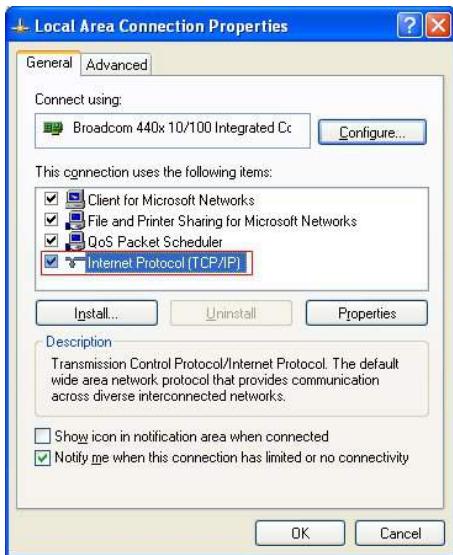 Local Area Connection Properties
General Advanced
Connect using:
Broadcom 440x 10/100 Integrated Cc
Configure...
This connection uses the following items:
Client for Microsoft Networks
File and Printer Sharing for Microsoft Networks
QoS Packet Scheduler
Internet Protocol (TCP/IP)
Install... Uninstall Properties
Description
Transmission Control Protocol/Internet Protocol. The default
wide area network protocol that provides communication
across diverse interconnected networks.
Show icon in notification area when connected
Notify me when this connection has limited or no connectivity
OK Cancel